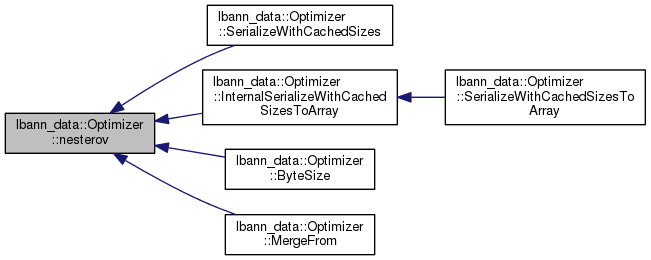 lbann_data::Optimizer
::SerializeWithCachedSizes
lbann_data::Optimizer
::InternalSerializeWithCached
SizesToArray
lbann_data::Optimizer
::SerializeWithCachedSizesTo
Array
lbann_data::Optimizer
::nesterov
lbann_data::Optimizer
::ByteSize
lbann_data::Optimizer
::MergeFrom